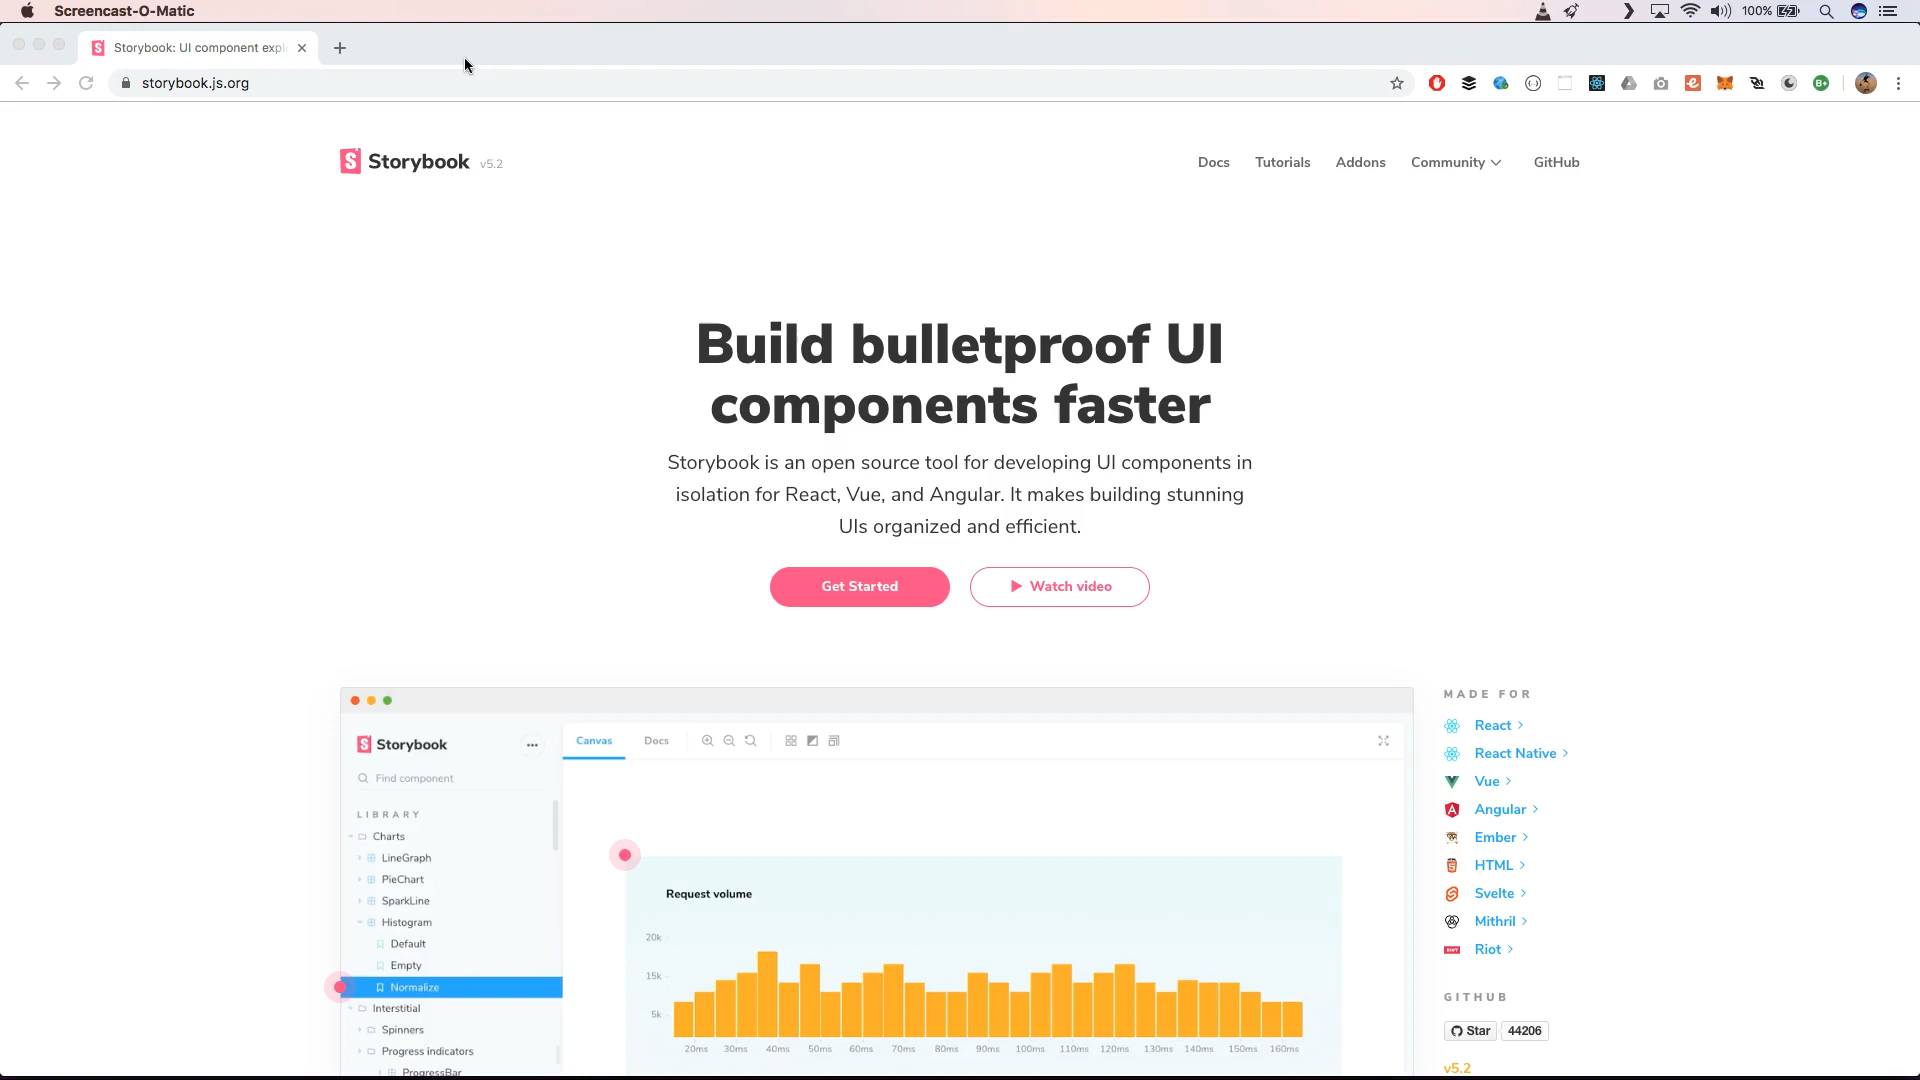 Screencast-O-Matic
100%
Storybook: UI component expl
storybook.js.org
Storybook v5.2
Docs Tutorials Addons Community GitHub
Build bulletproof UI
components faster
Storybook is an open source tool for developing UI components in
isolation for React, Vue, and Angular. It makes building stunning
UIs organized and efficient.
Get Started
Watch video
Storybook
Find component
LIBRARY
Charts
LineGraph
PieChart
SparkLine
Histogram
Default
Empty
Normalize
Interstitial
Spinners
Progress indicators
ProgressBar
Canvas Docs
Request volume
20k
15k
5k
20ms 30ms 40ms 50ms 60ms 70ms 80ms 90ms 100ms 110ms 120ms 130ms 140ms 150ms 160ms
MADE FOR
React
React Native
Vue
Angular
Ember
HTML
Svelte
Mithril
Riot
GITHUB
Star 44206
v5.2